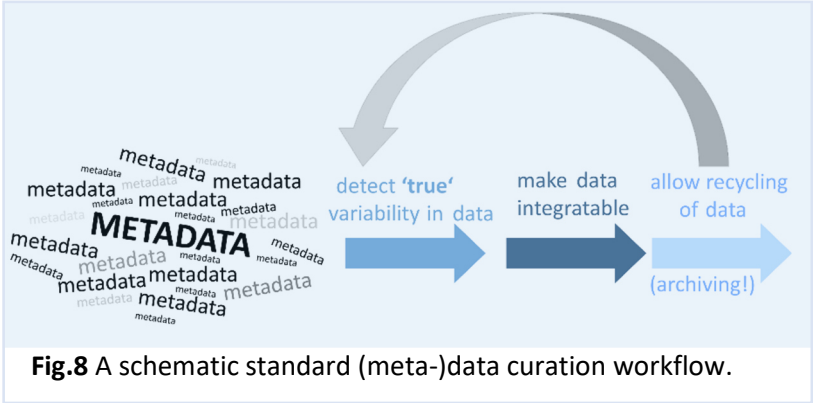 metadata
metadata
metadata
metadata
metadata
metadata
metadata
metadata
metadata
metadata
metadata
metadata
METADATA
metadata
metadata
metadata
metadata
metadata
metadata
metadata
metadata
metadata
metadata
metadata
metadata
metadata
detect ‘true‘
variability in data
make data
integratable
allow recycling
of data
(archiving!)
Fig.8 A schematic standard (meta-)data curation workflow.